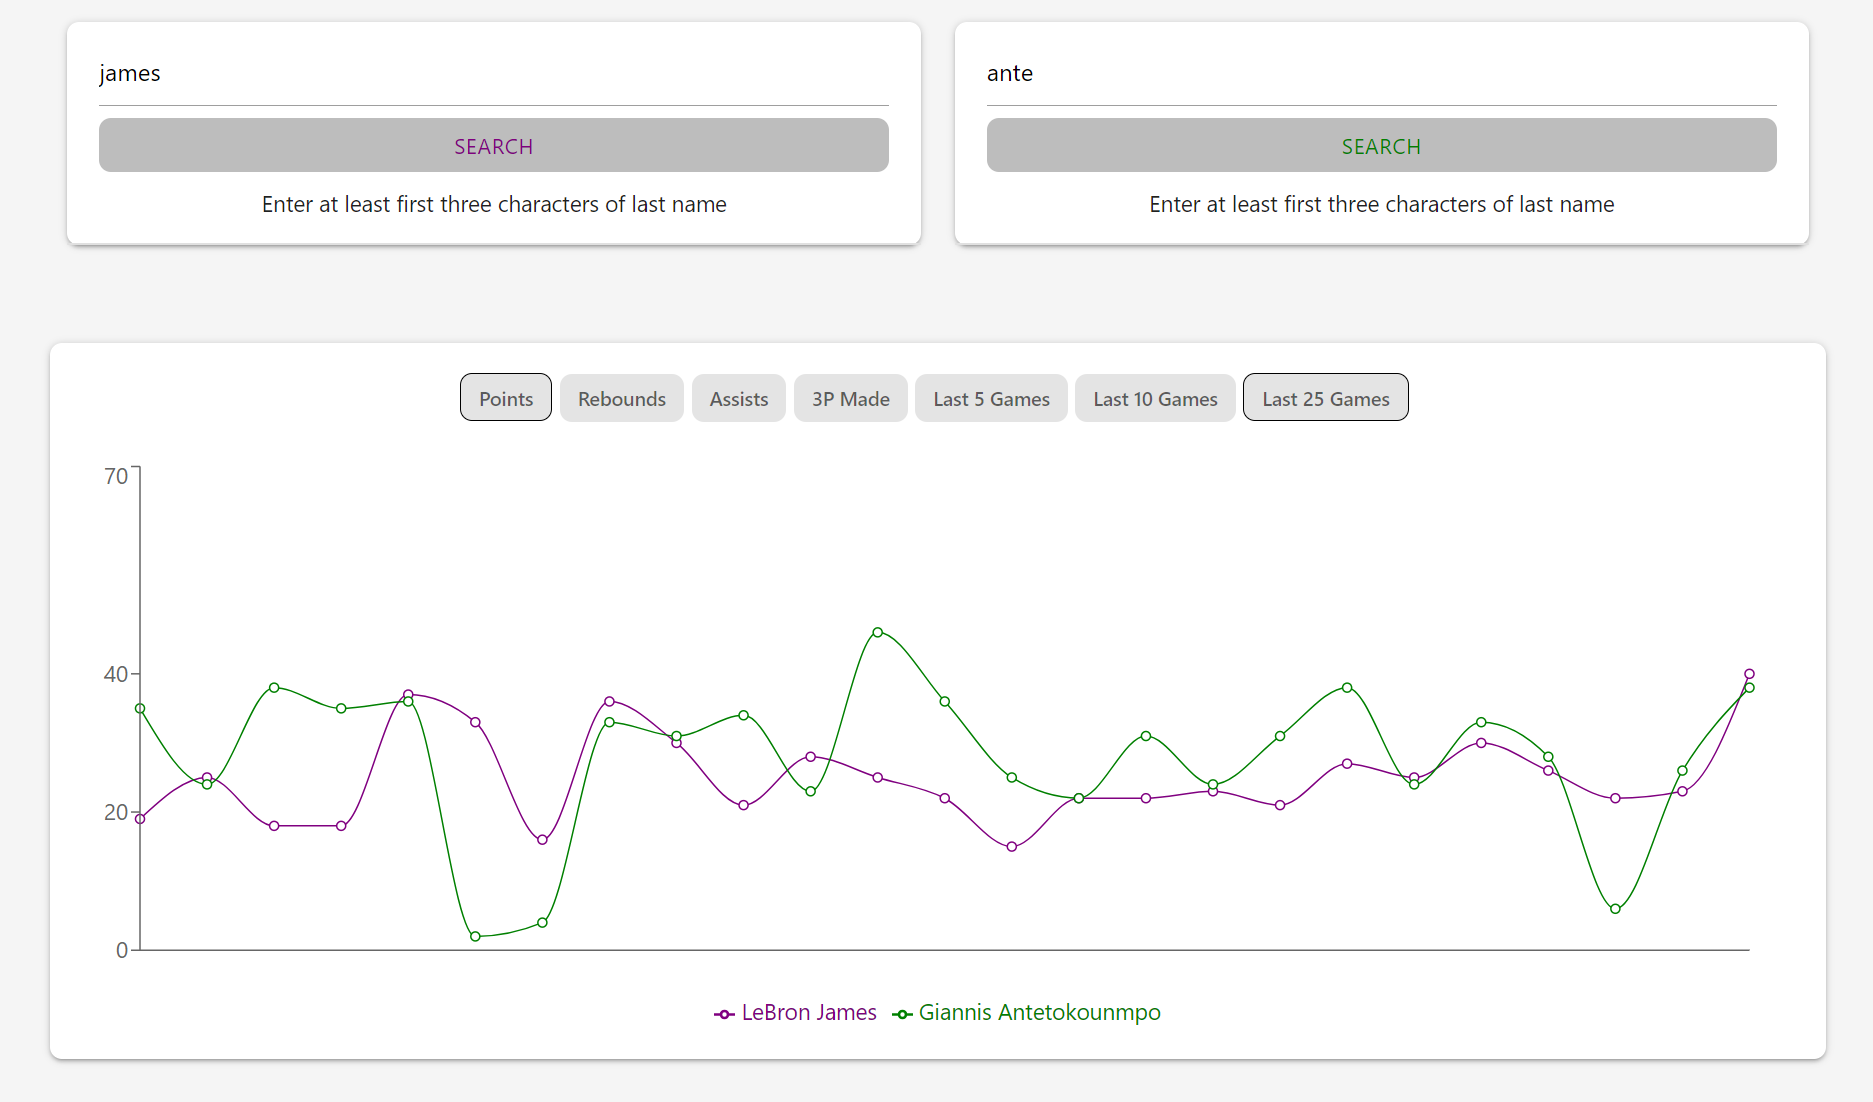 james
ante
SEARCH
SEARCH
Enter at least first three characters of last name
Enter at least first three characters of last name
Points Rebounds Assists 3P Made Last 5 Games Last 10 Games Last 25 Games
70
40
20
0
LeBron James Giannis Antetokounmpo